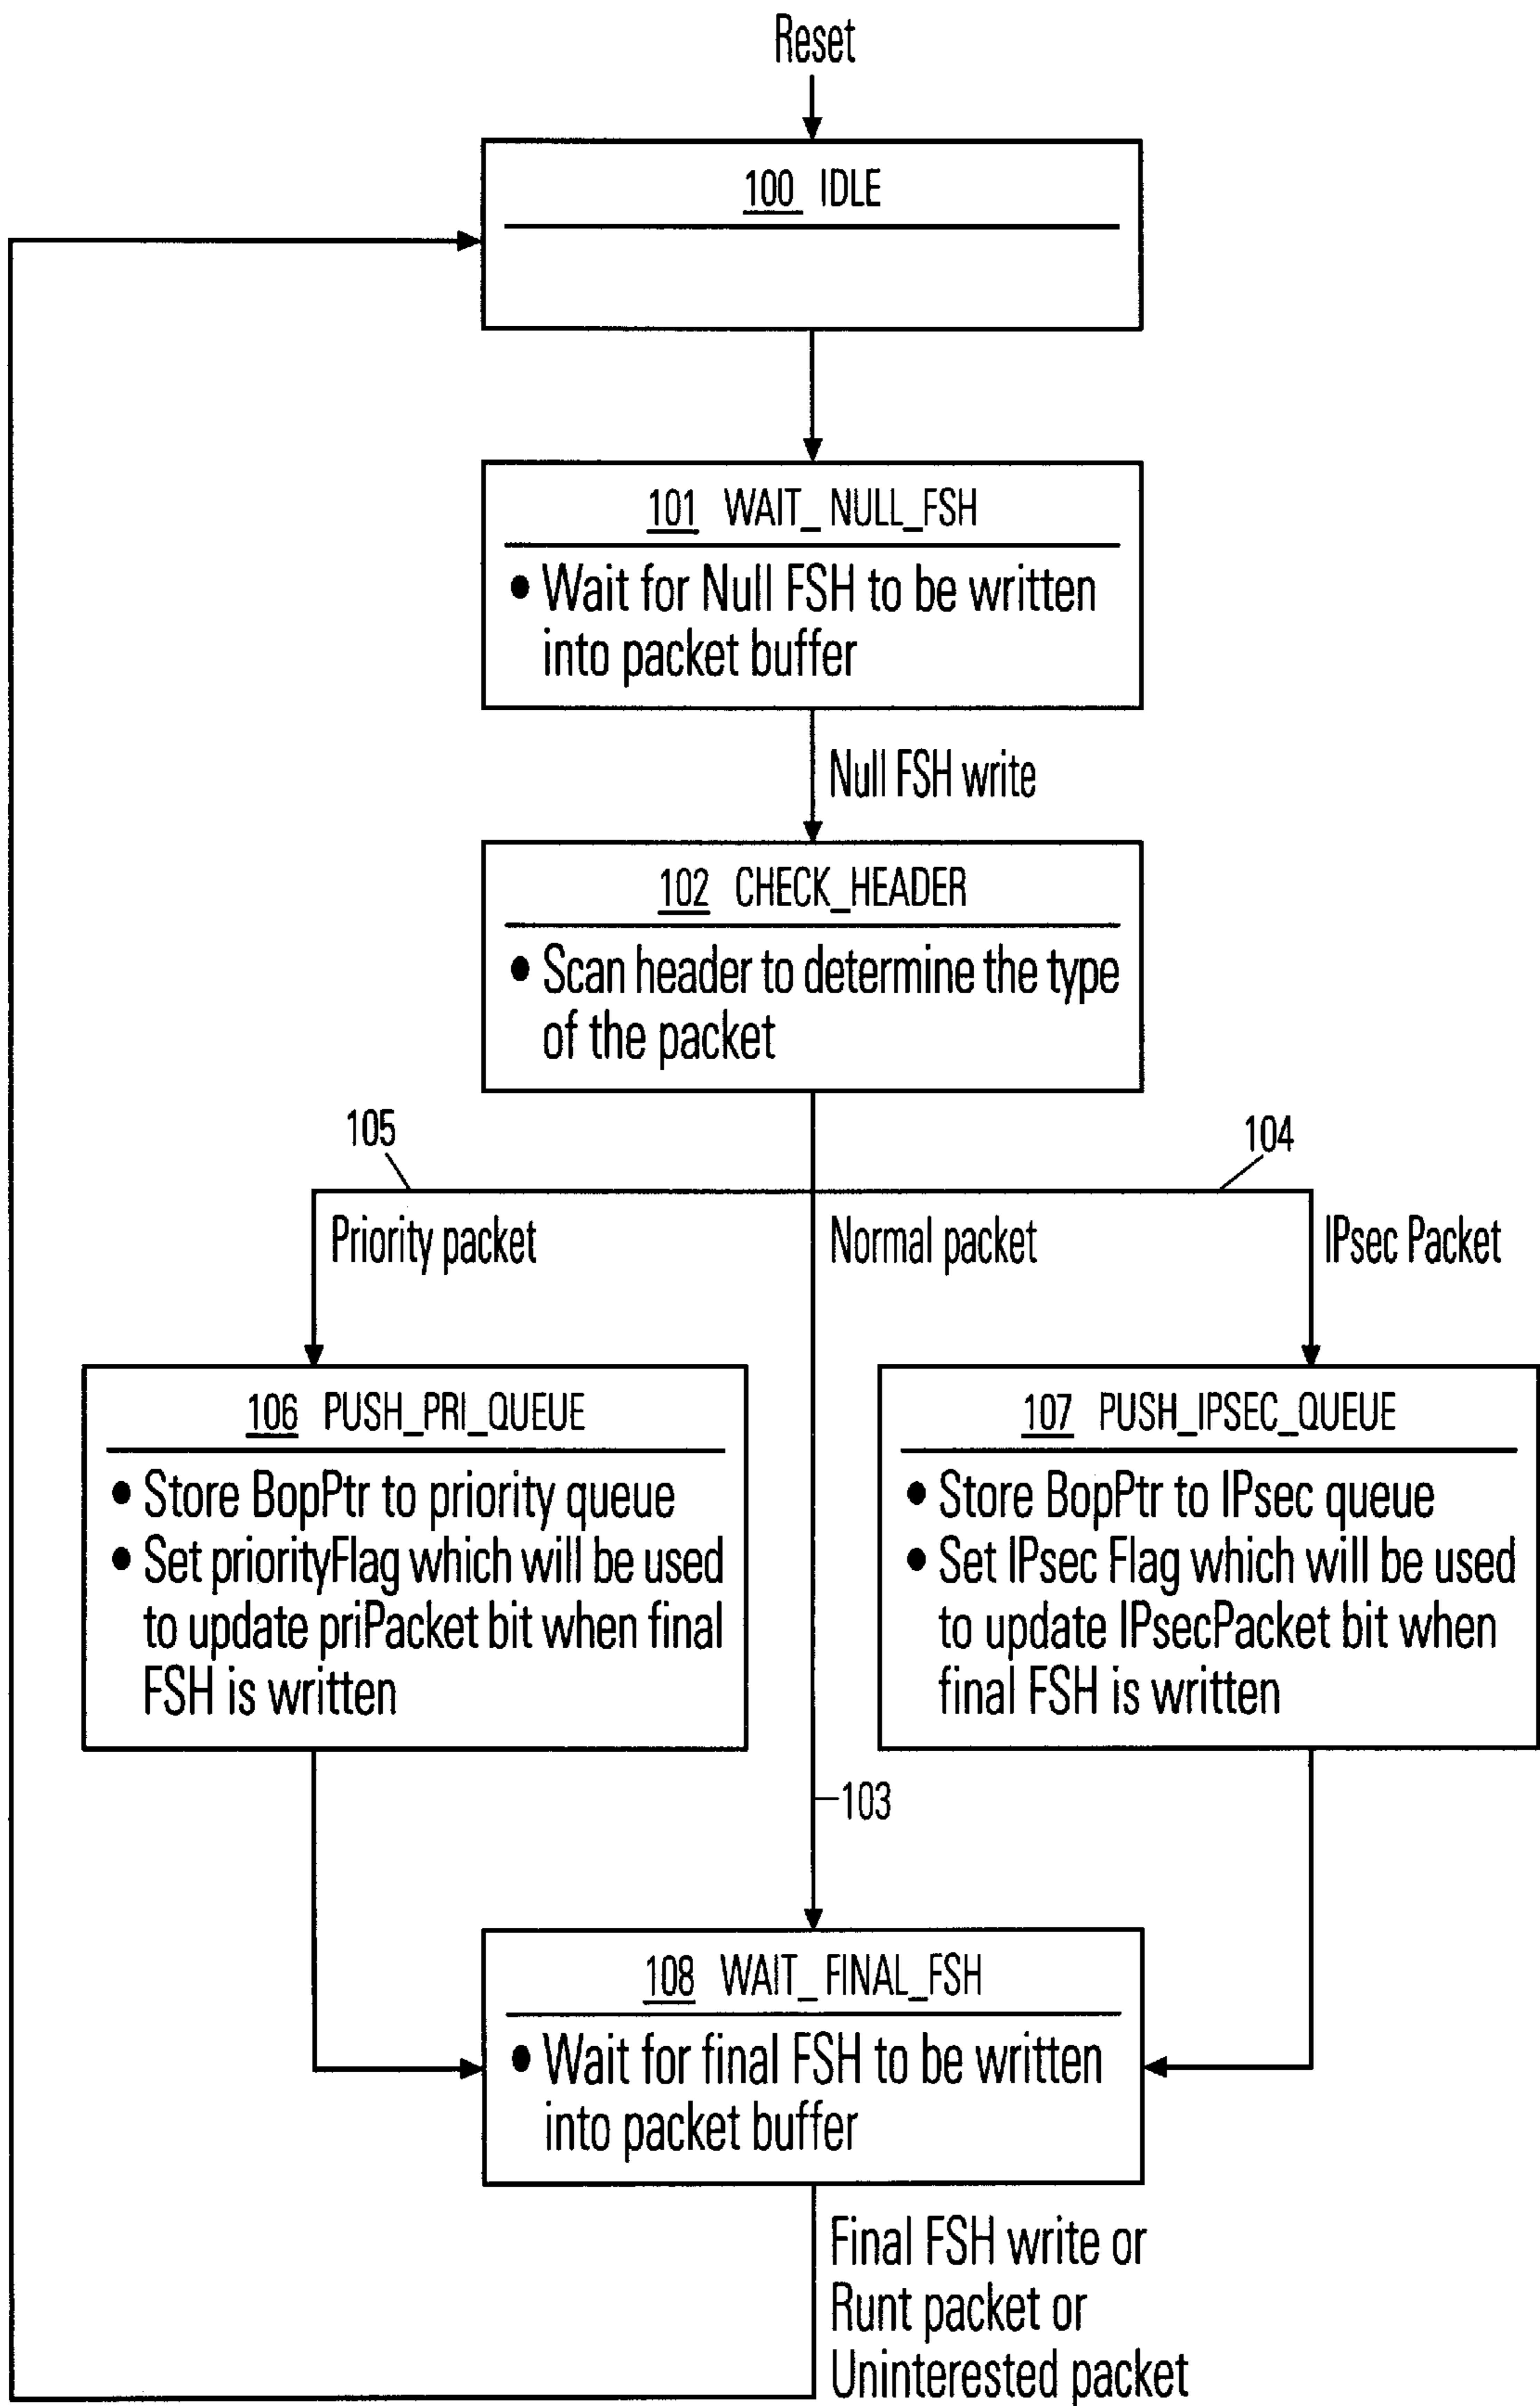 Reset
100 IDLE
101 WAIT_ NULL_FSH
• Wait for Null FSH to be written
into packet buffer
Null FSH write
102 CHECK_HEADER
• Scan header to determine the type
of the packet
105
104
Priority packet
Normal packet
IPsec Packet
106 PUSH_PRI_QUEUE
• Store BopPtr to priority queue
• Set priorityFlag which will be used
to update priPacket bit when final
FSH is written
107 PUSH_IPSEC_QUEUE
• Store BopPtr to IPsec queue
• Set IPsec Flag which will be used
to update IPsecPacket bit when
final FSH is written
103
108 WAIT_ FINAL_FSH
• Wait for final FSH to be written
into packet buffer
Final FSH write or
Runt packet or
Uninterested packet